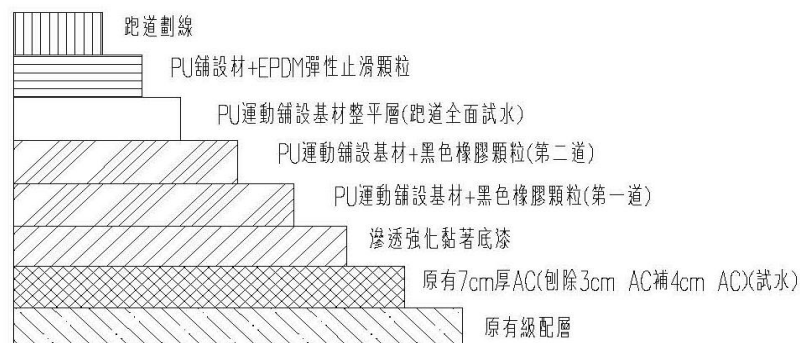 跑道劃線
PU舖設材+EPDM彈性止滑顆粒
PU運動舖設基材整平層(跑道全面試水)
PU運動舖設基材+黑色橡膠顆粒(第二道)
PU運動舖設基材+黑色橡膠顆粒(第一道)
滲透強化黏著底漆
原有7cm厚AC(刨除3cm AC補4cm AC)(試水)
原有級配層